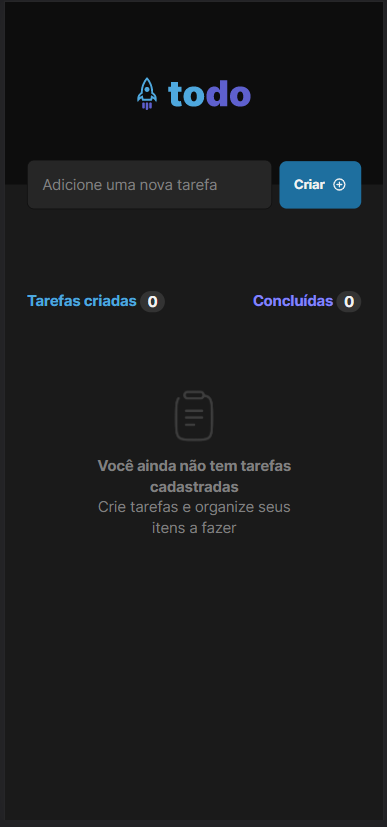 todo
Adicione uma nova tarefa
Criar
Tarefas criadas 0
Concluídas 0
Você ainda não tem tarefas
cadastradas
Crie tarefas e organize seus
itens a fazer